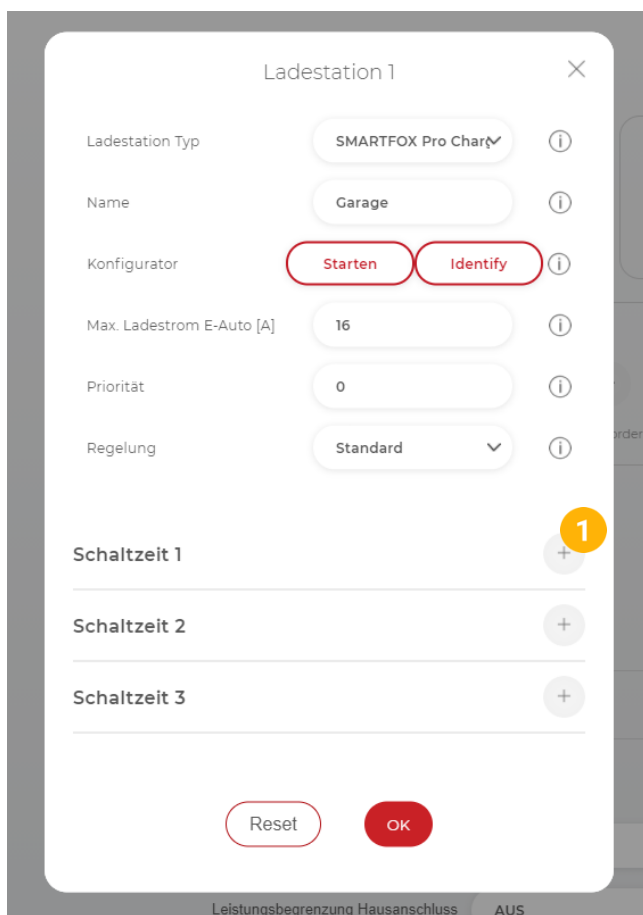 Ladestation 1
Ladestation Typ SMARTFOX Pro Char
Name Garage
Konfigurator Starten Identify
Max. Ladestrom E-Auto [A] 16
Priorität 0
Regelung Standard
Schaltzeit 1 1
Schaltzeit 2
Schaltzeit 3
Reset OK
Leistungsbegrenzung Hausanschluss AUS